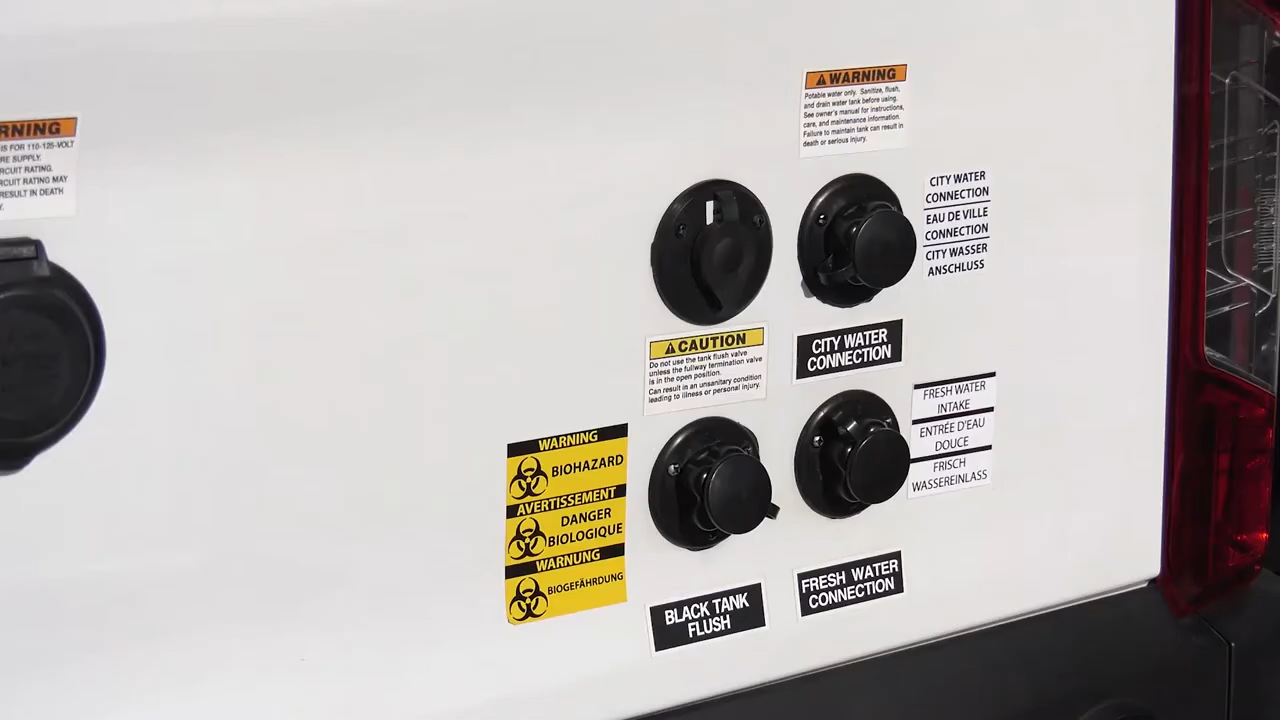 RNING
IS FOR 110-125-VOLT
RE SUPPLY.
RCUIT RATING.
RCUIT RATING MAY
RESULT IN DEATH
Y.
WARNING
Potable water only. Sanitize, flush,
and drain water tank before using.
See owner's manual for instructions,
care, and maintenance information.
Failure to maintain tank can result in
death or serious injury.
CITY WATER
CONNECTION
EAU DE VILLE
CONNECTION
CITY WASSER
ANSCHLUSS
CITY WATER
CONNECTION
CAUTION
Do not use the tank flush valve
unless the fullway termination valve
is in the open position.
Can result in an unsanitary condition
leading to illness or personal injury.
FRESH WATER
INTAKE
ENTRÉE D'EAU
DOUCE
FRISCH
WASSEREINLASS
WARNING
BIOHAZARD
AVERTISSEMENT
DANGER
BIOLOGIQUE
WARNUNG
BIOGEFÄHRDUNG
BLACK TANK
FLUSH
FRESH WATER
CONNECTION